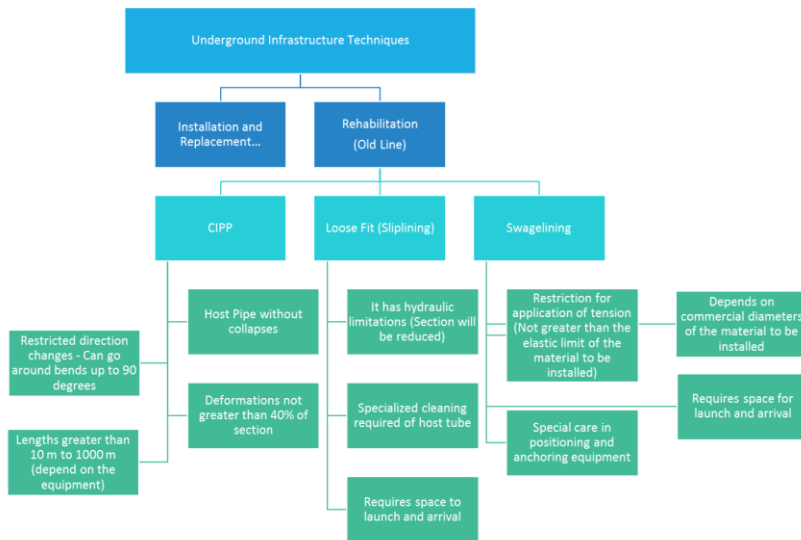 Underground Infrastructure Techniques
Installation and
Replacement...
Rehabilitation
(Old Line)
CIPP
Loose Fit (Sliplining)
Swagelining
Host Pipe without
collapses
Restricted direction
changes - Can go
around bends up to 90
degrees
Deformations not
greater than 40% of
section
Lengths greater than
10 m to 1000 m
(depend on the
equipment)
It has hydraulic
limitations (Section will
be reduced)
Specialized cleaning
required of host tube
Requires space to
launch and arrival
Restriction for
application of tension
(Not greater than the
elastic limit of the
material to be
installed)
Depends on
commercial diameters
of the material to be
installed
Requires space for
launch and arrival
Special care in
positioning and
anchoring equipment